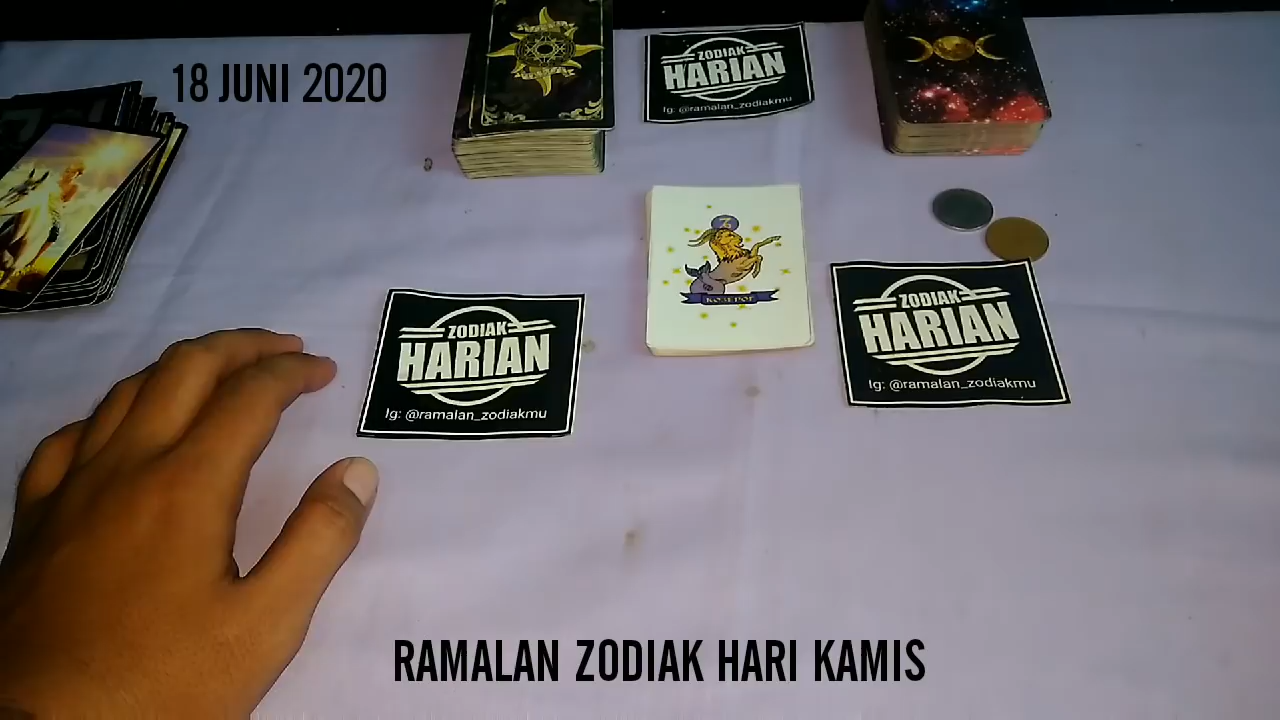 18 JUNI 2020
ZODIAK
HARIAN
Ig: @ramalan_zodiakmu
КОЗЕРОГ
ZODIAK
HARIAN
Ig: @ramalan_zodiakmu
ZODIAK
HARIAN
Ig: @ramalan_zodiakmu
RAMALAN ZODIAK HARI KAMIS